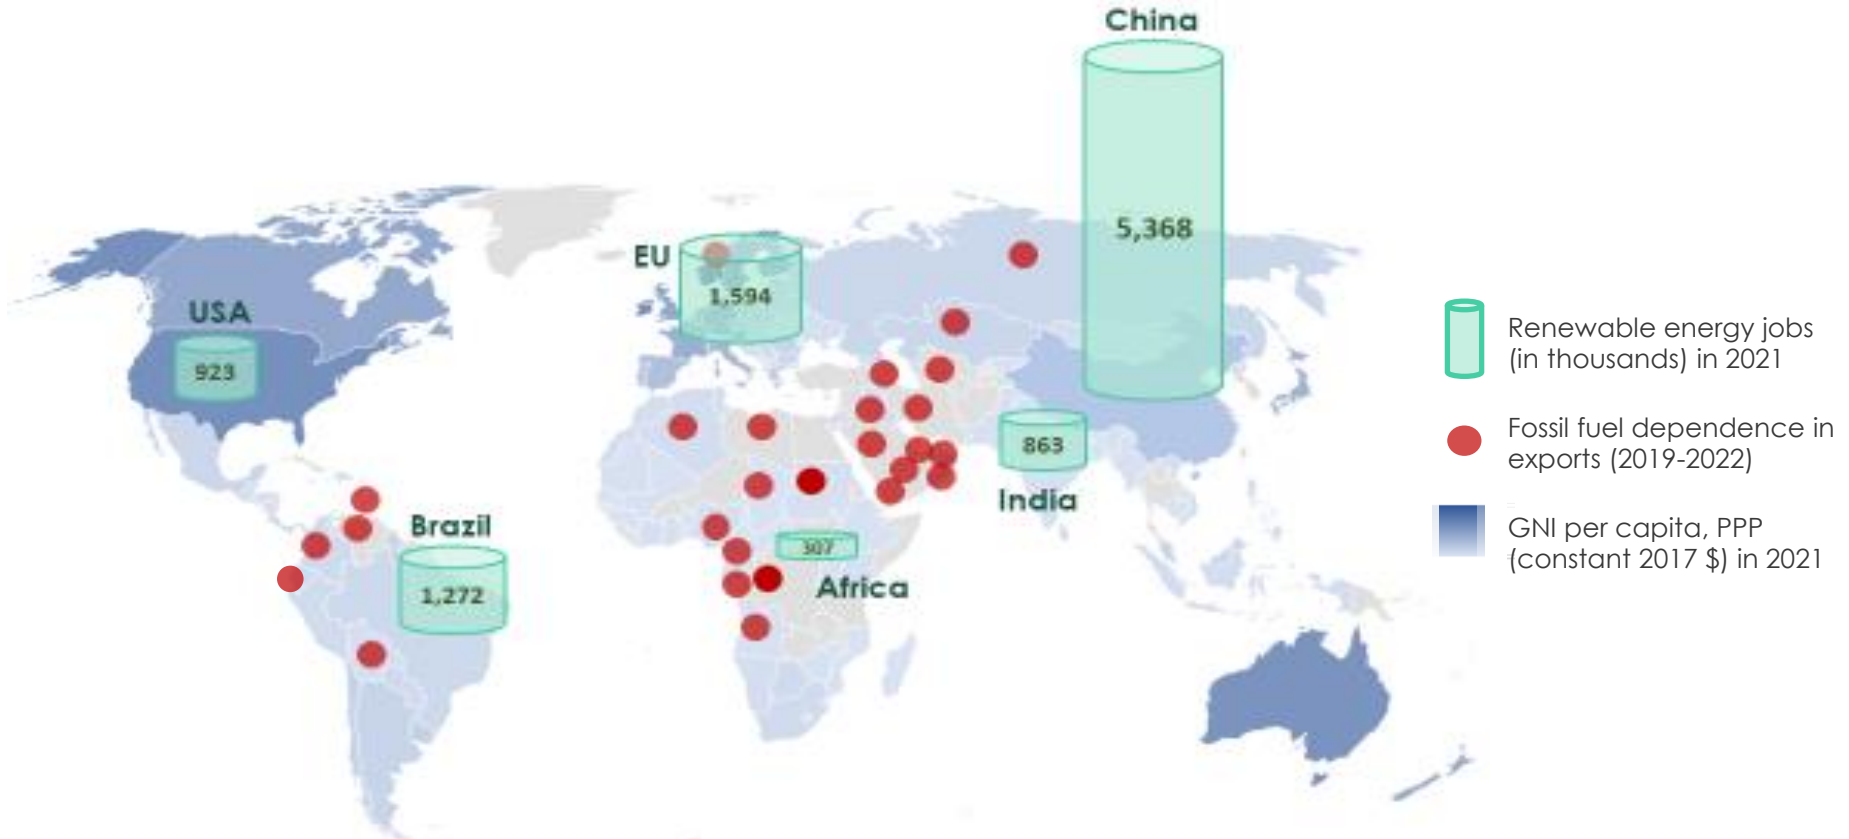 China
5,368
EU
1,594
USA
923
863
India
Brazil
1,272
307
Africa
Renewable energy jobs
(in thousands) in 2021
Fossil fuel dependence in
exports (2019-2022)
GNI per capita, PPP
(constant 2017 $) in 2021